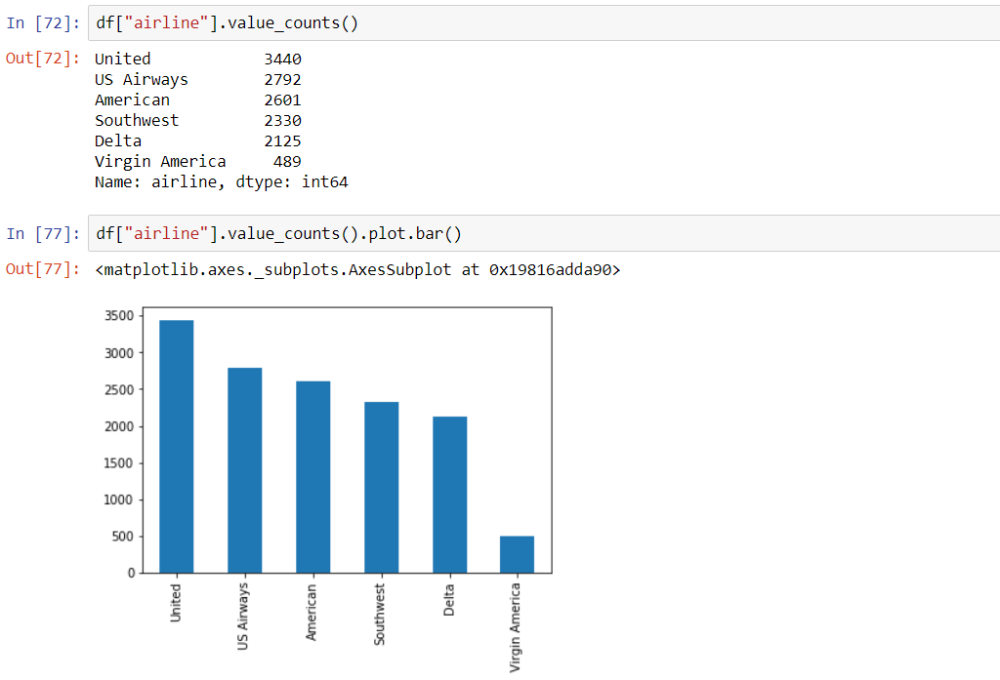 In [72]: df["airline"].value_counts()
Out[72]: United 3440
US Airways 2792
American 2601
Southwest 2330
Delta 2125
Virgin America 489
Name: airline, dtype: int64
In [77]: df["airline"].value_counts().plot.bar()
Out[77]: <matplotlib.axes._subplots.AxesSubplot at 0x19816adda90>
3500
3000
2500
2000
1500
1000
500
0
United
US Airways
American
Southwest
Delta
Virgin America